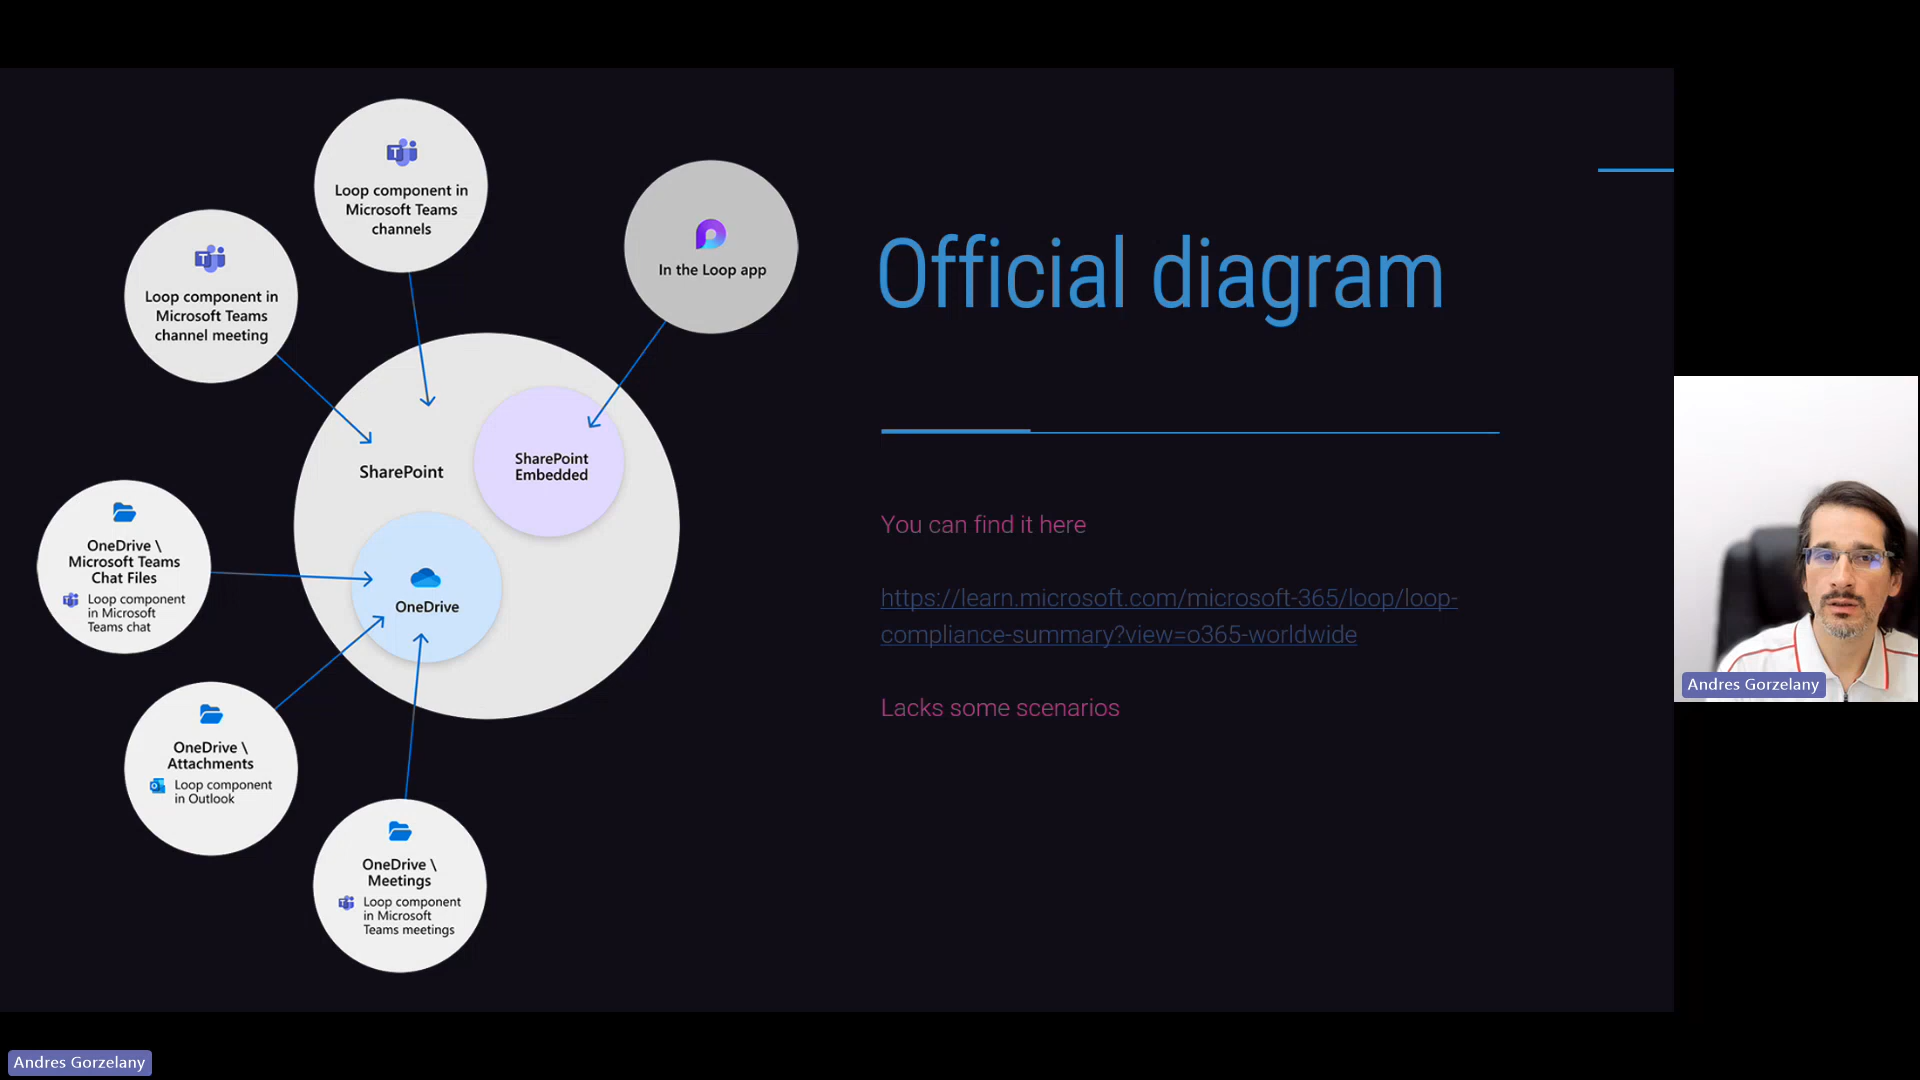 Loop component in
Microsoft Teams
channels
Loop component in
Microsoft Teams
channel meeting
In the Loop app
SharePoint
SharePoint
Embedded
OneDrive
OneDrive \
Microsoft Teams
Chat Files
Loop component
in Microsoft
Teams chat
OneDrive \
Attachments
Loop component
in Outlook
OneDrive \
Meetings
Loop component
in Microsoft
Teams meetings
Official diagram
You can find it here
https://learn.microsoft.com/microsoft-365/loop/loop-
compliance-summary?view=o365-worldwide
Lacks some scenarios
Andres Gorzelany
Andres Gorzelany